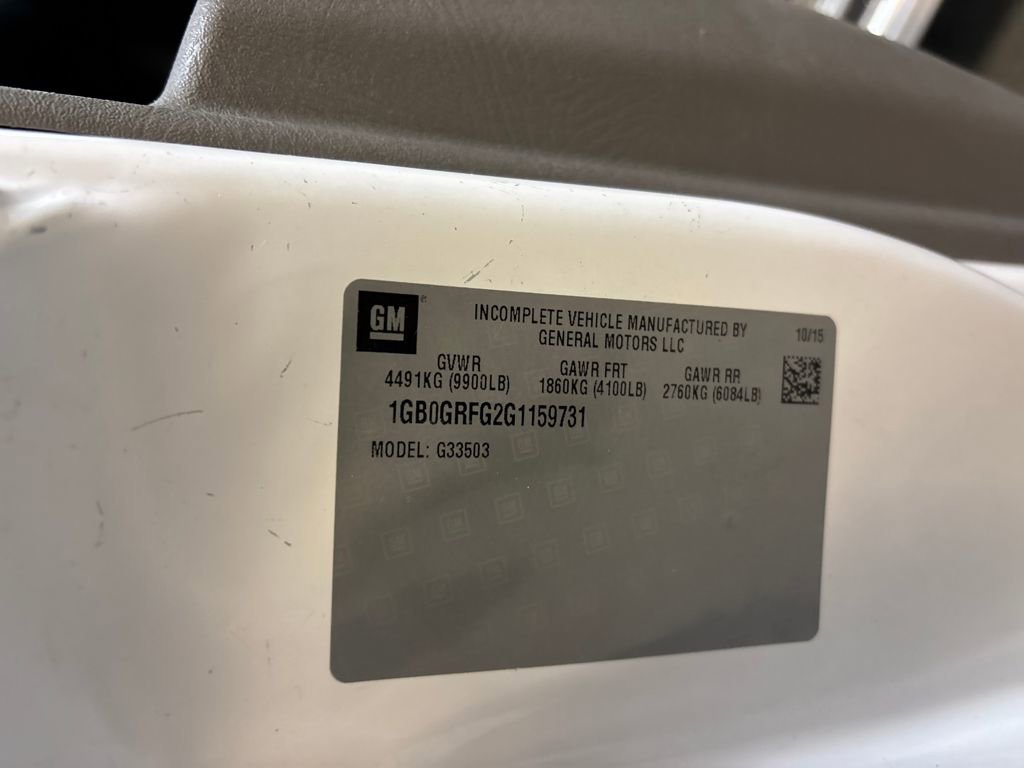 GM
INCOMPLETE VEHICLE MANUFACTURED BY
GENERAL MOTORS LLC
10/15
GVWR GAWR FRT GAWR RR
4491KG (9900LB) 1860KG (4100LB) 2760KG (6084LB)
1GB0GRFG2G1159731
MODEL: G33503